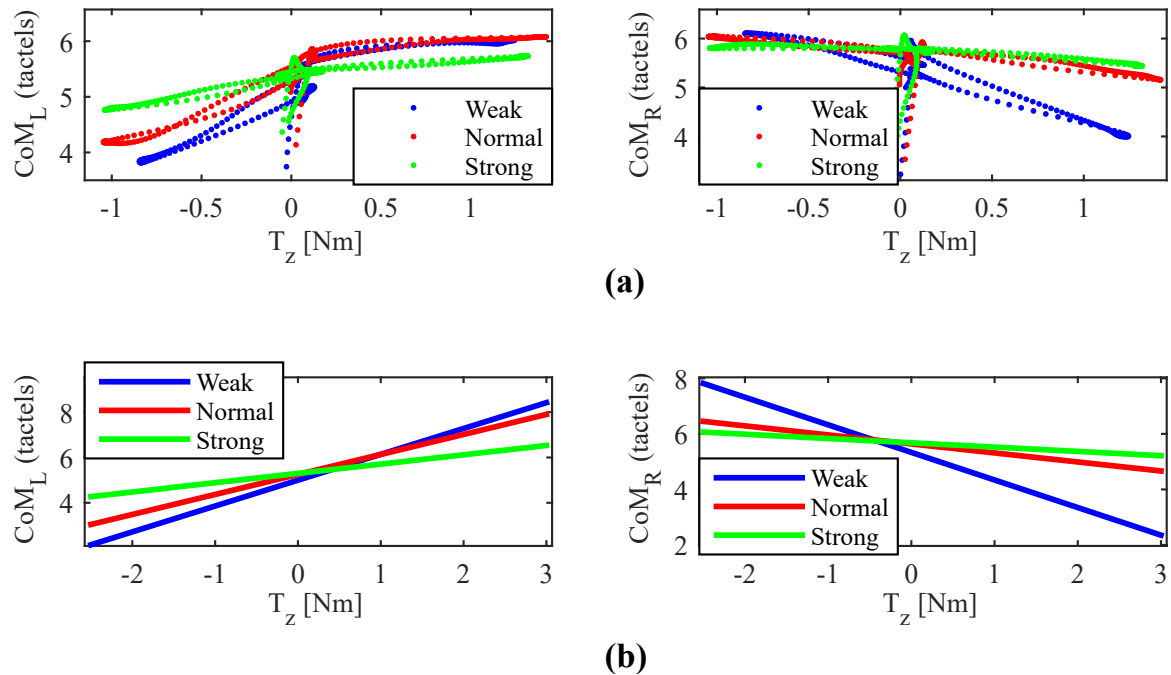 CoM_L (tactels)
6
5
4
Weak
Normal
Strong
-1 -0.5 0 0.5 1
T_z [Nm]
CoM_R (tactels)
6
5
4
Weak
Normal
Strong
-1 -0.5 0 0.5 1
T_z [Nm]
(a)
CoM_L (tactels)
8
6
4
Weak
Normal
Strong
-2 -1 0 1 2 3
T_z [Nm]
CoM_R (tactels)
8
6
4
2
Weak
Normal
Strong
-2 -1 0 1 2 3
T_z [Nm]
(b)